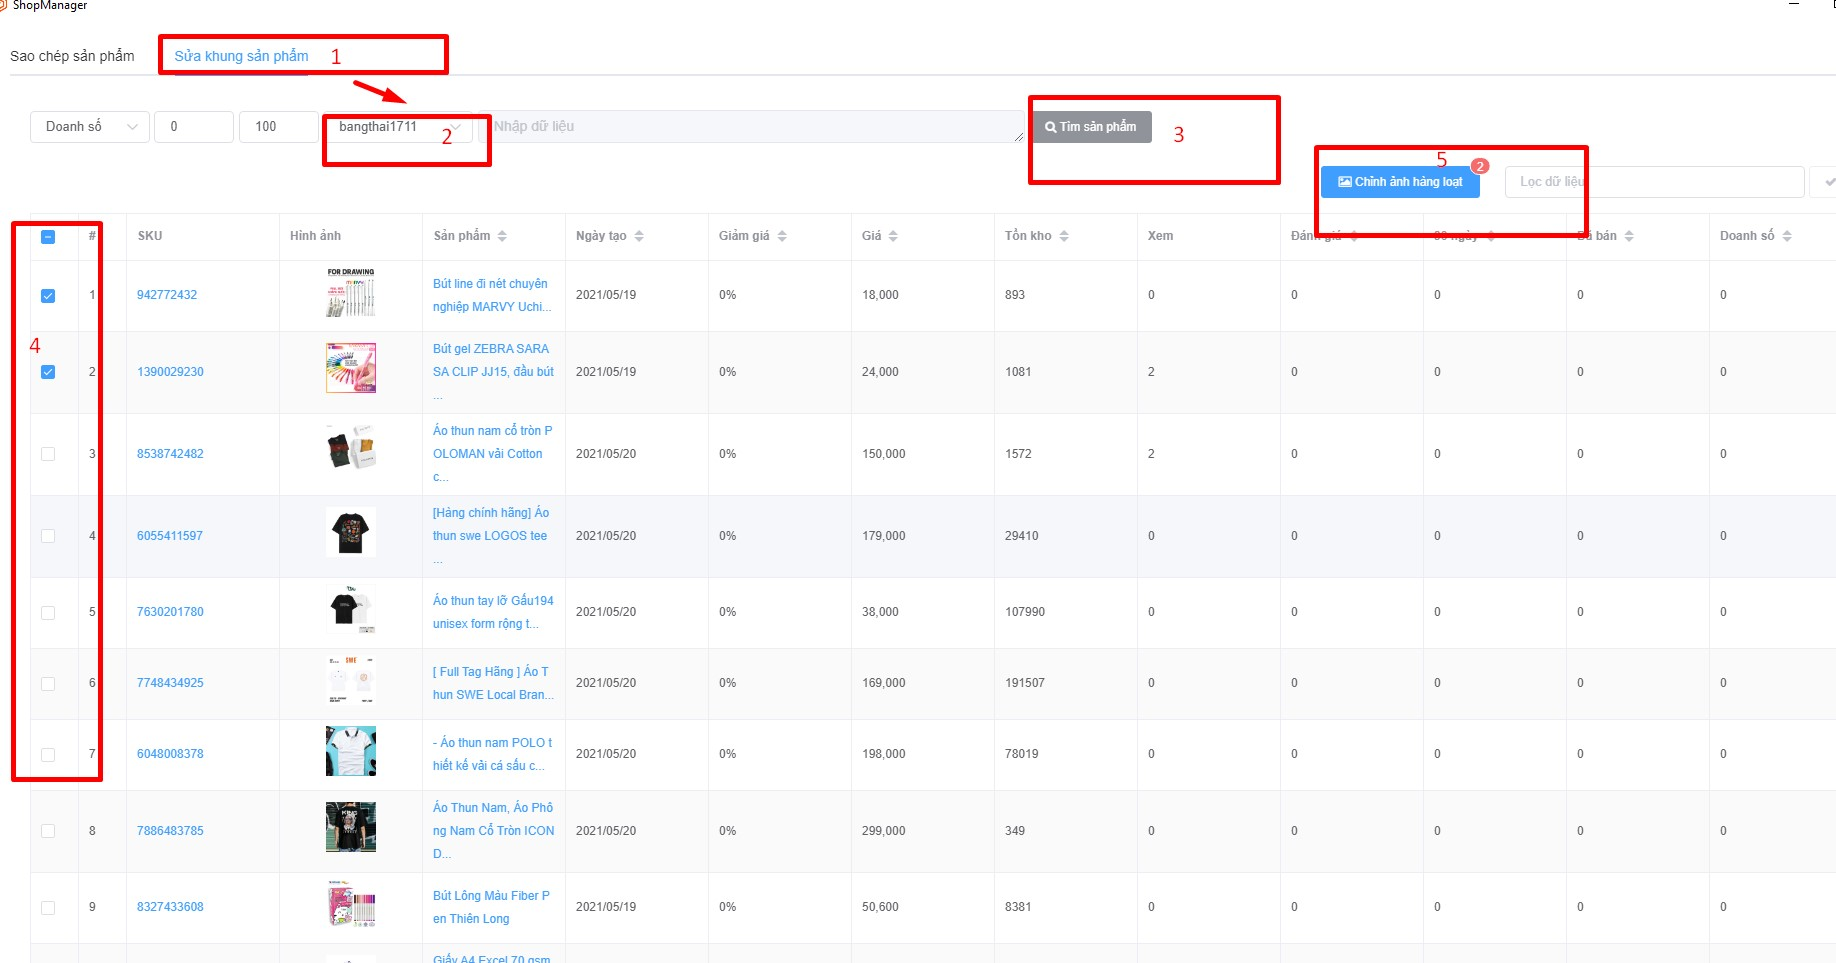 ShopManager
Sao chép sản phẩm Sửa khung sản phẩm 1
Doanh số 0 100 bangthai1711 2 Nhập dữ liệu Tìm sản phẩm 3
5
Chỉnh ảnh hàng loạt 2 Lọc dữ liệu
# SKU Hình ảnh Sản phẩm Ngày tạo Giảm giá Giá Tồn kho Xem Đánh giá 30 ngày Đã bán Doanh số
FOR DRAWING
1 942772432 Bút line đi nét chuyên
nghiệp MARVY Uchi... 2021/05/19 0% 18,000 893 0 0 0 0 0
4
2 1390029230 Bút gel ZEBRA SARA
SA CLIP JJ15, đầu bút
... 2021/05/19 0% 24,000 1081 2 0 0 0 0
3 8538742482 Áo thun nam cổ tròn P
OLOMAN vải Cotton
c... 2021/05/20 0% 150,000 1572 2 0 0 0 0
4 6055411597 [Hàng chính hãng] Áo
thun swe LOGOS tee
... 2021/05/20 0% 179,000 29410 0 0 0 0 0
5 7630201780 Áo thun tay lỡ Gấu194
unisex form rộng t... 2021/05/20 0% 38,000 107990 0 0 0 0 0
SWE
6 7748434925 [ Full Tag Hãng ] Áo T
hun SWE Local Bran... 2021/05/20 0% 169,000 191507 0 0 0 0 0
7 6048008378 - Áo thun nam POLO t
hiết kế vải cá sấu c... 2021/05/20 0% 198,000 78019 0 0 0 0 0
8 7886483785 Áo Thun Nam, Áo Phô
ng Nam Cổ Tròn ICON
D... 2021/05/20 0% 299,000 349 0 0 0 0 0
9 8327433608 Bút Lông Màu Fiber P
en Thiên Long 2021/05/19 0% 50,600 8381 0 0 0 0 0
Giấy A4 Excel 70 gsm